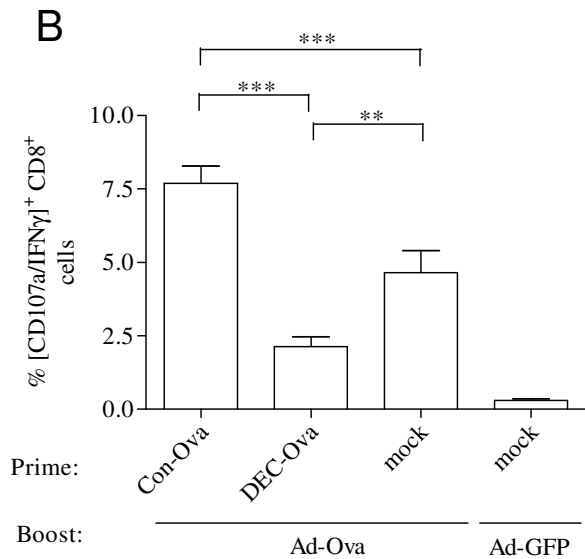 B
***
***
**
% [CD107a/IFNγ]⁺ CD8⁺
cells
10.0
7.5
5.0
2.5
0.0
Prime:
Con-Ova
DEC-Ova
mock
mock
Boost:
Ad-Ova
Ad-GFP